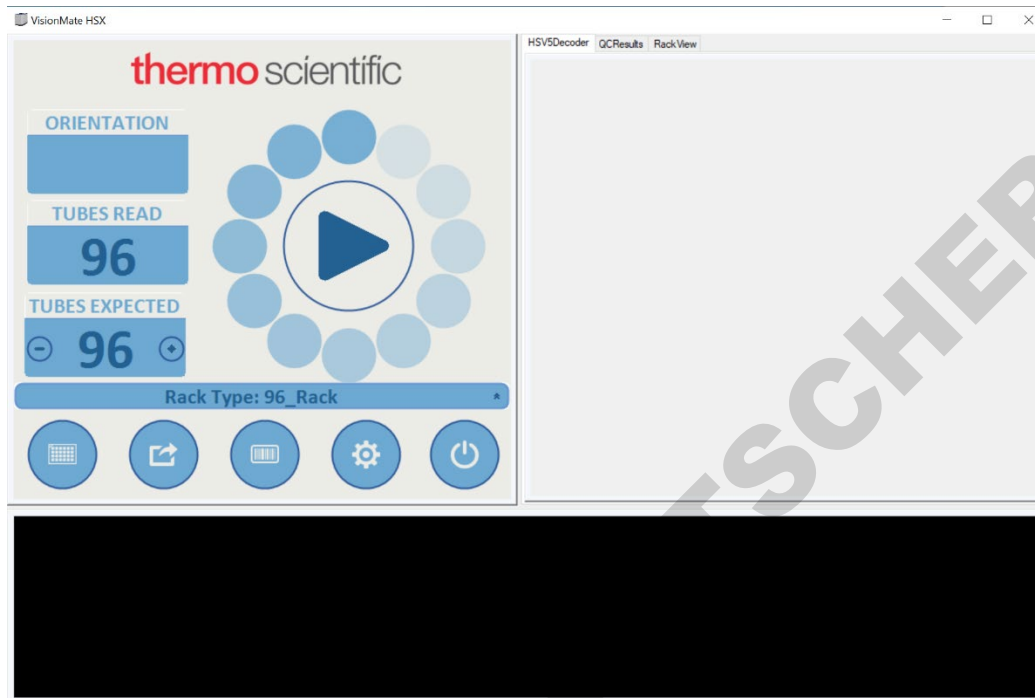 VisionMate HSX
HSV5Decoder QCResults RackView
thermo scientific
ORIENTATION
TUBES READ
96
TUBES EXPECTED
96
Rack Type: 96_Rack